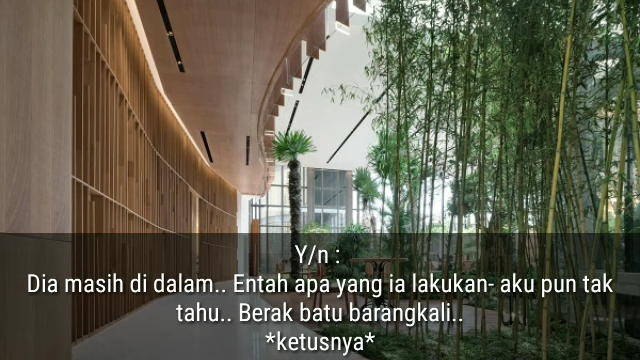 Y/n :
Dia masih di dalam.. Entah apa yang ia lakukan- aku pun tak
tahu.. Berak batu barangkali..
*ketusnya*